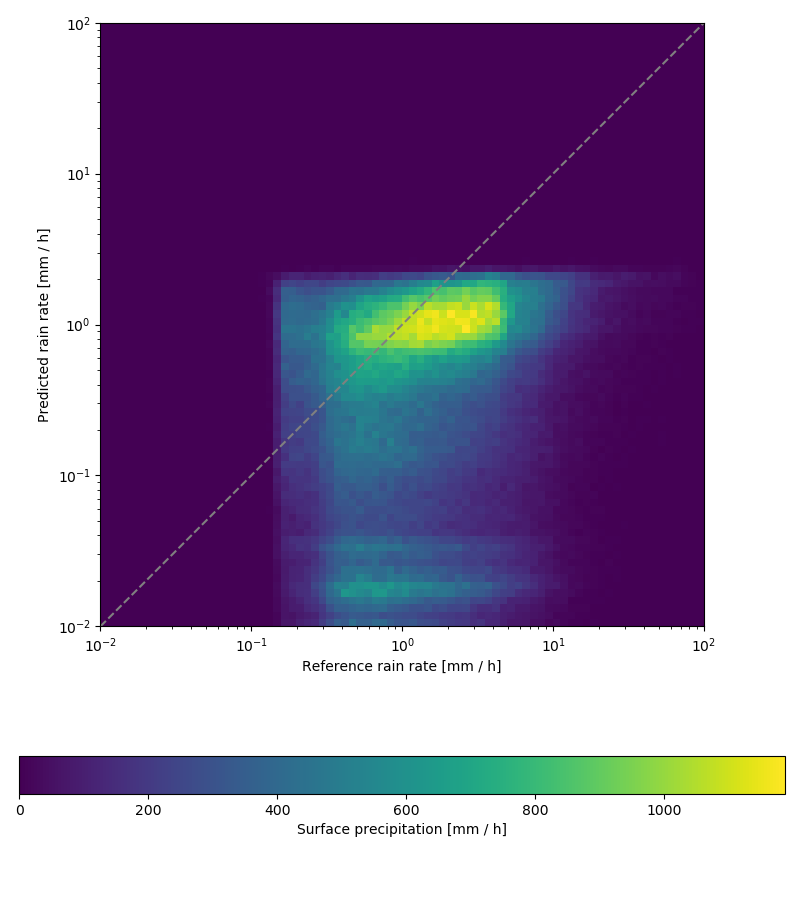 10²
10¹
10⁰
10⁻¹
10⁻²
Predicted rain rate [mm / h]
10⁻² 10⁻¹ 10⁰ 10¹ 10²
Reference rain rate [mm / h]
0 200 400 600 800 1000
Surface precipitation [mm / h]